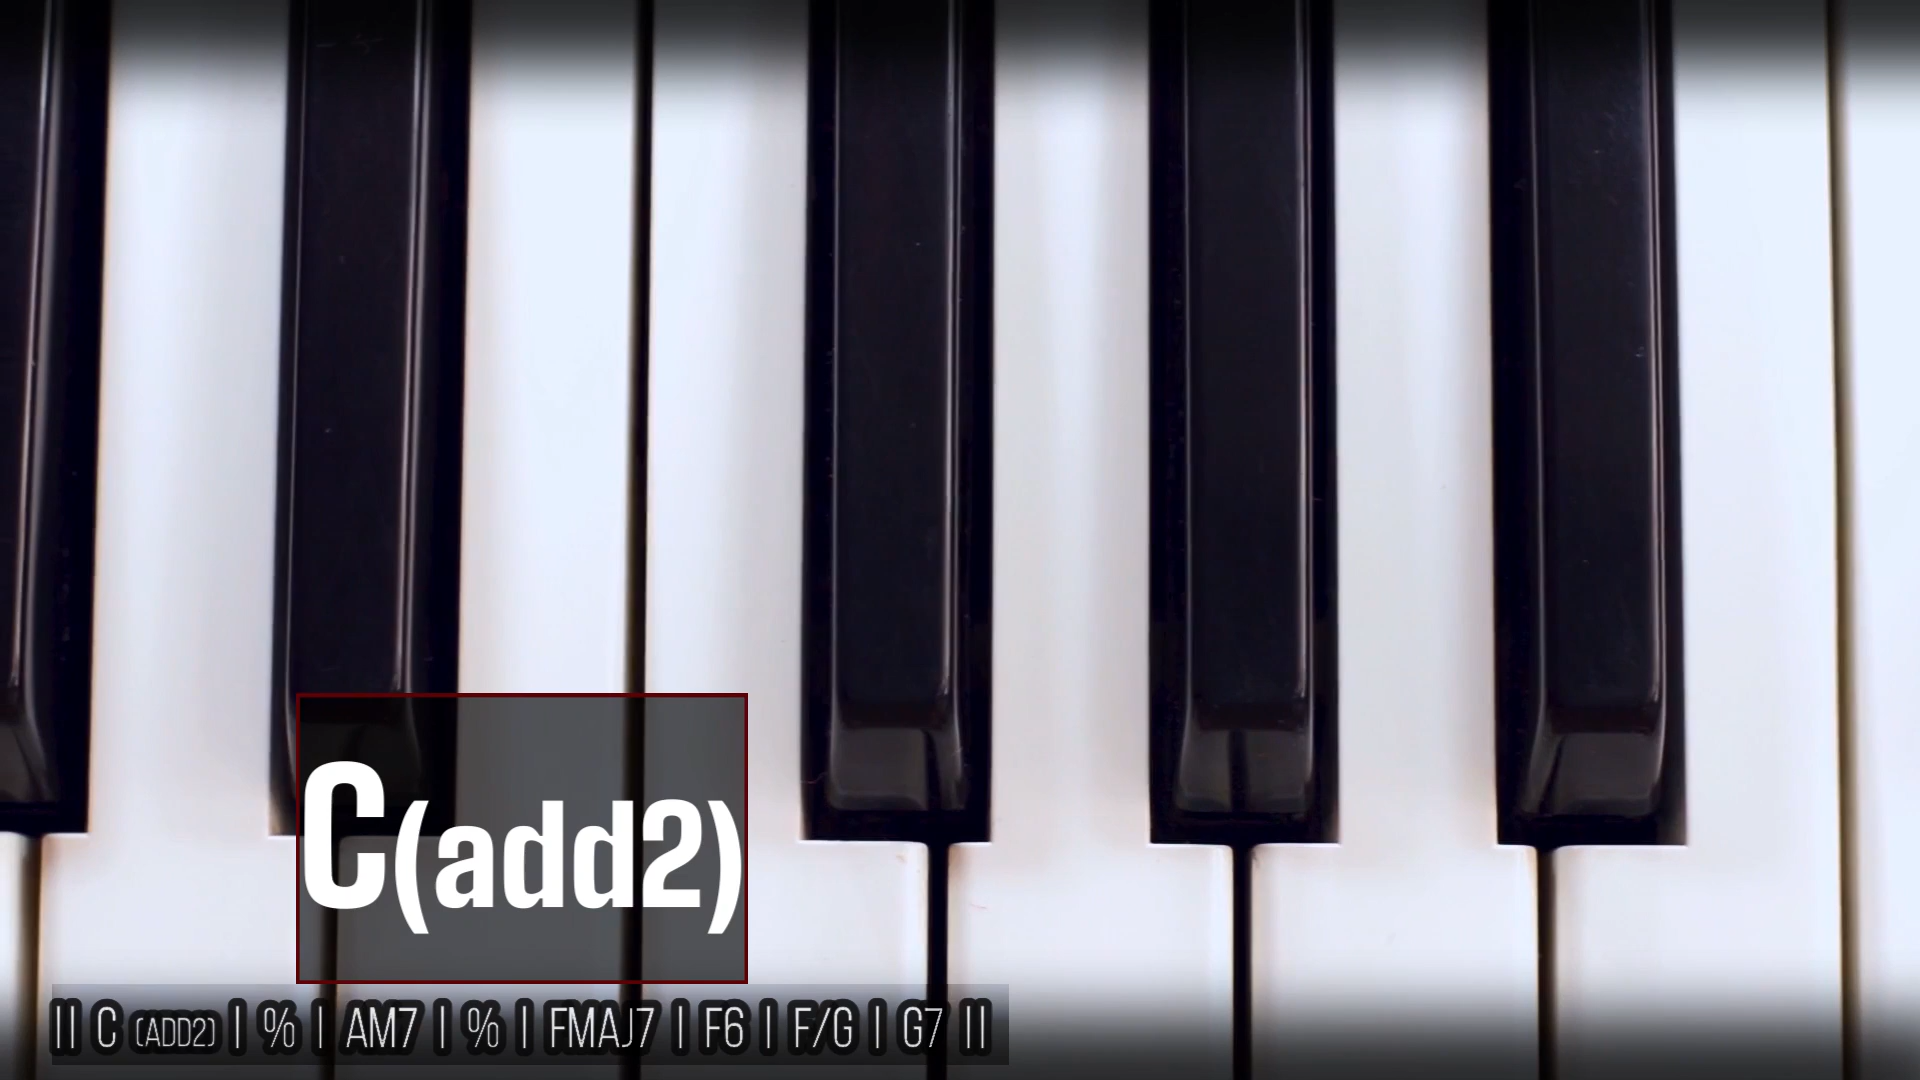 C(add2)
|| C (ADD2) | % | AM7 | % | FMAJ7 | F6 | F/G | G7 ||